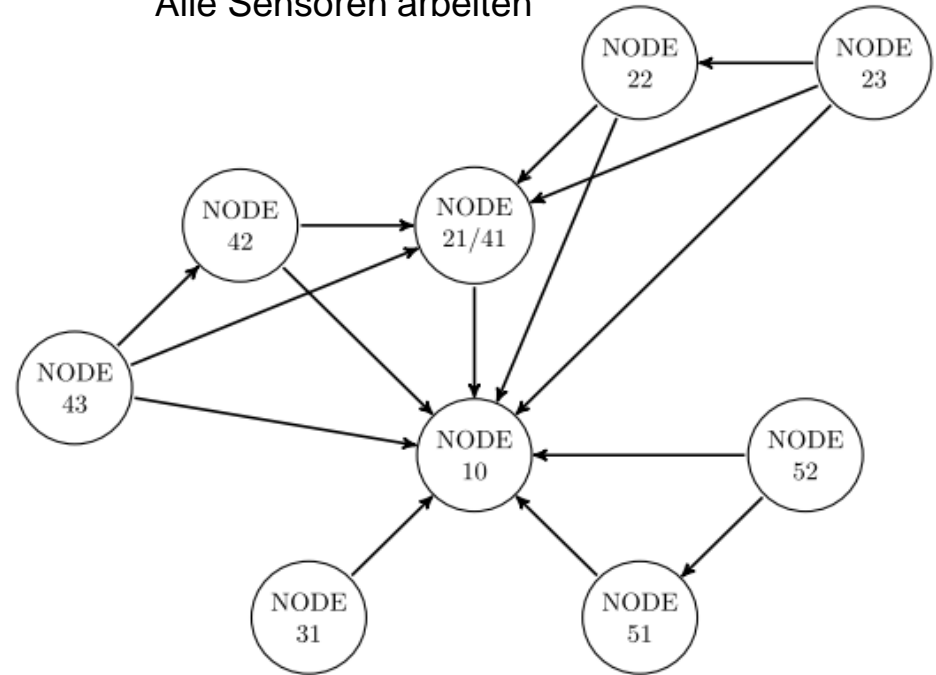 Alle Sensoren arbeiten
NODE
22
NODE
23
NODE
42
NODE
21/41
NODE
43
NODE
10
NODE
52
NODE
31
NODE
51